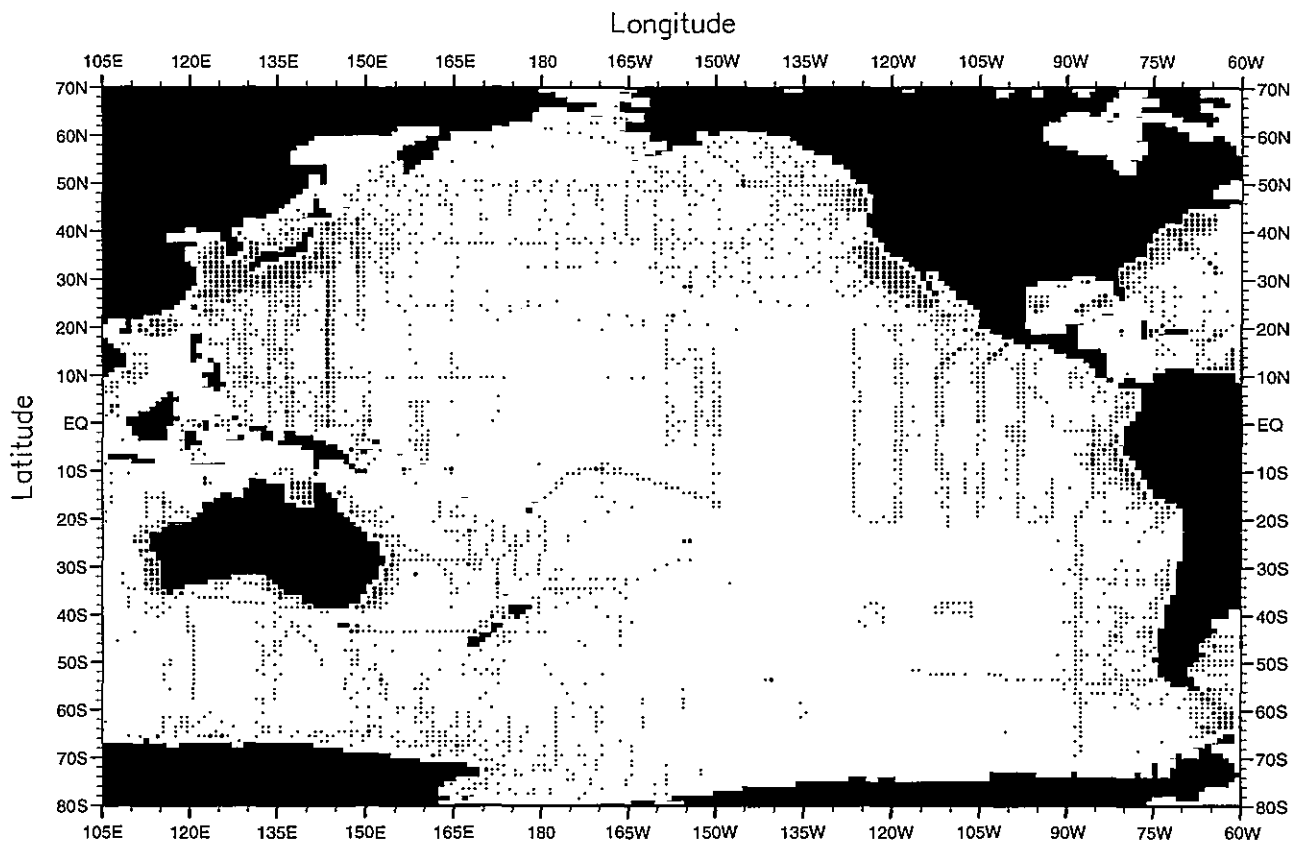 Longitude
105E 120E 135E 150E 165E 180 165W 150W 135W 120W 105W 90W 75W 60W
70N 70N
60N 60N
50N 50N
40N 40N
30N 30N
20N 20N
10N 10N
EQ EQ
10S 10S
20S 20S
30S 30S
40S 40S
50S 50S
60S 60S
70S 70S
80S 80S
Latitude
105E 120E 135E 150E 165E 180 165W 150W 135W 120W 105W 90W 75W 60W